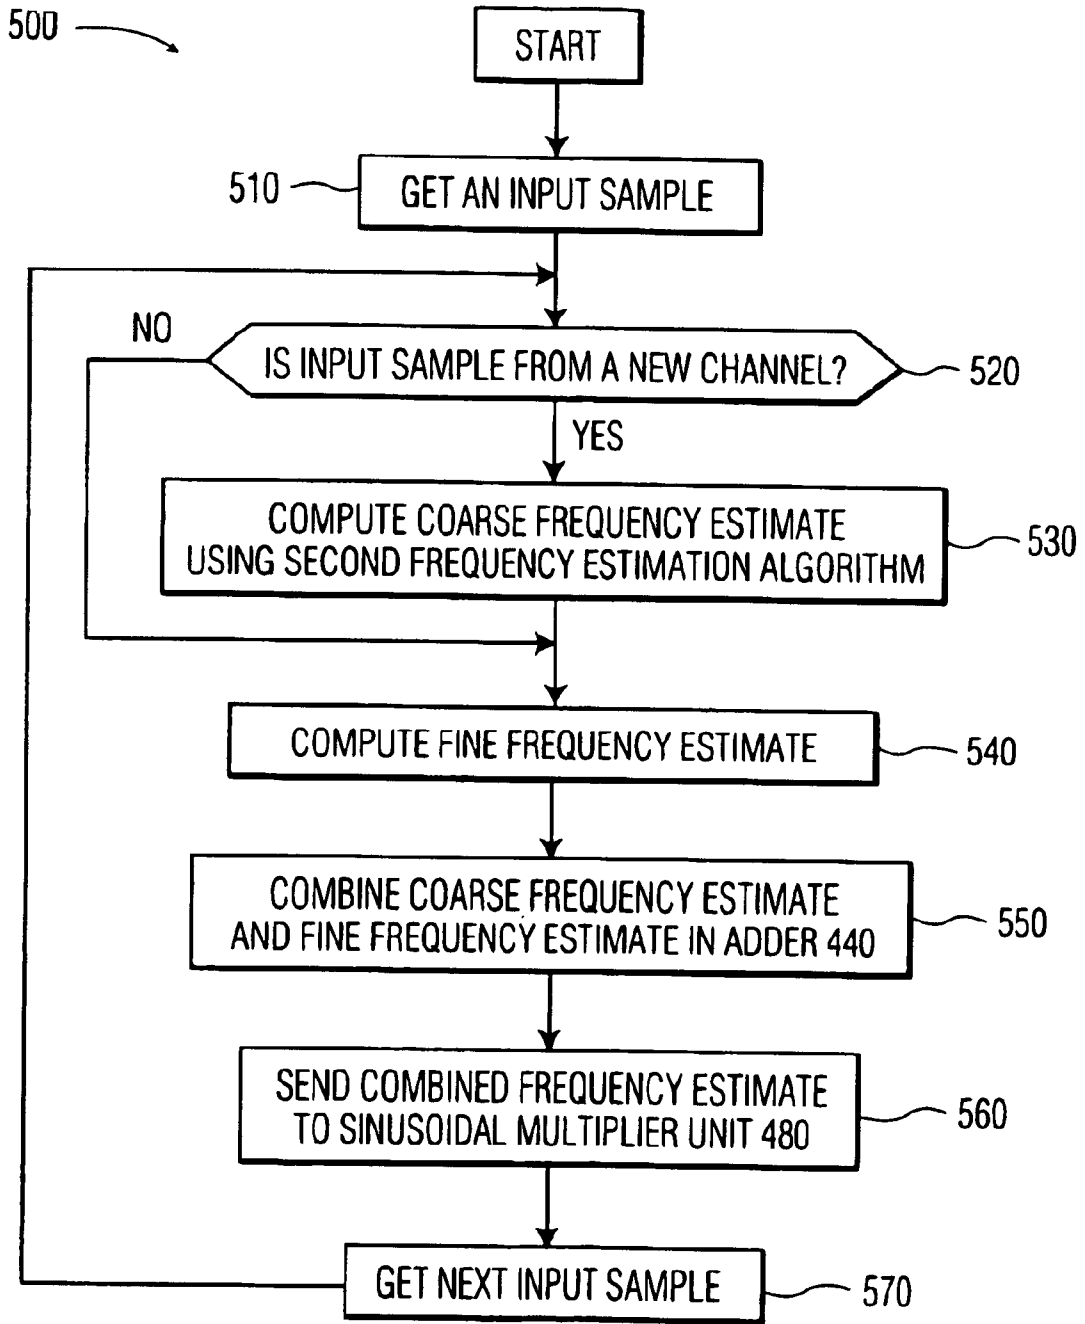 500
START
510
GET AN INPUT SAMPLE
NO
IS INPUT SAMPLE FROM A NEW CHANNEL?
520
YES
COMPUTE COARSE FREQUENCY ESTIMATE
USING SECOND FREQUENCY ESTIMATION ALGORITHM
530
COMPUTE FINE FREQUENCY ESTIMATE
540
COMBINE COARSE FREQUENCY ESTIMATE
AND FINE FREQUENCY ESTIMATE IN ADDER 440
550
SEND COMBINED FREQUENCY ESTIMATE
TO SINUSOIDAL MULTIPLIER UNIT 480
560
GET NEXT INPUT SAMPLE
570